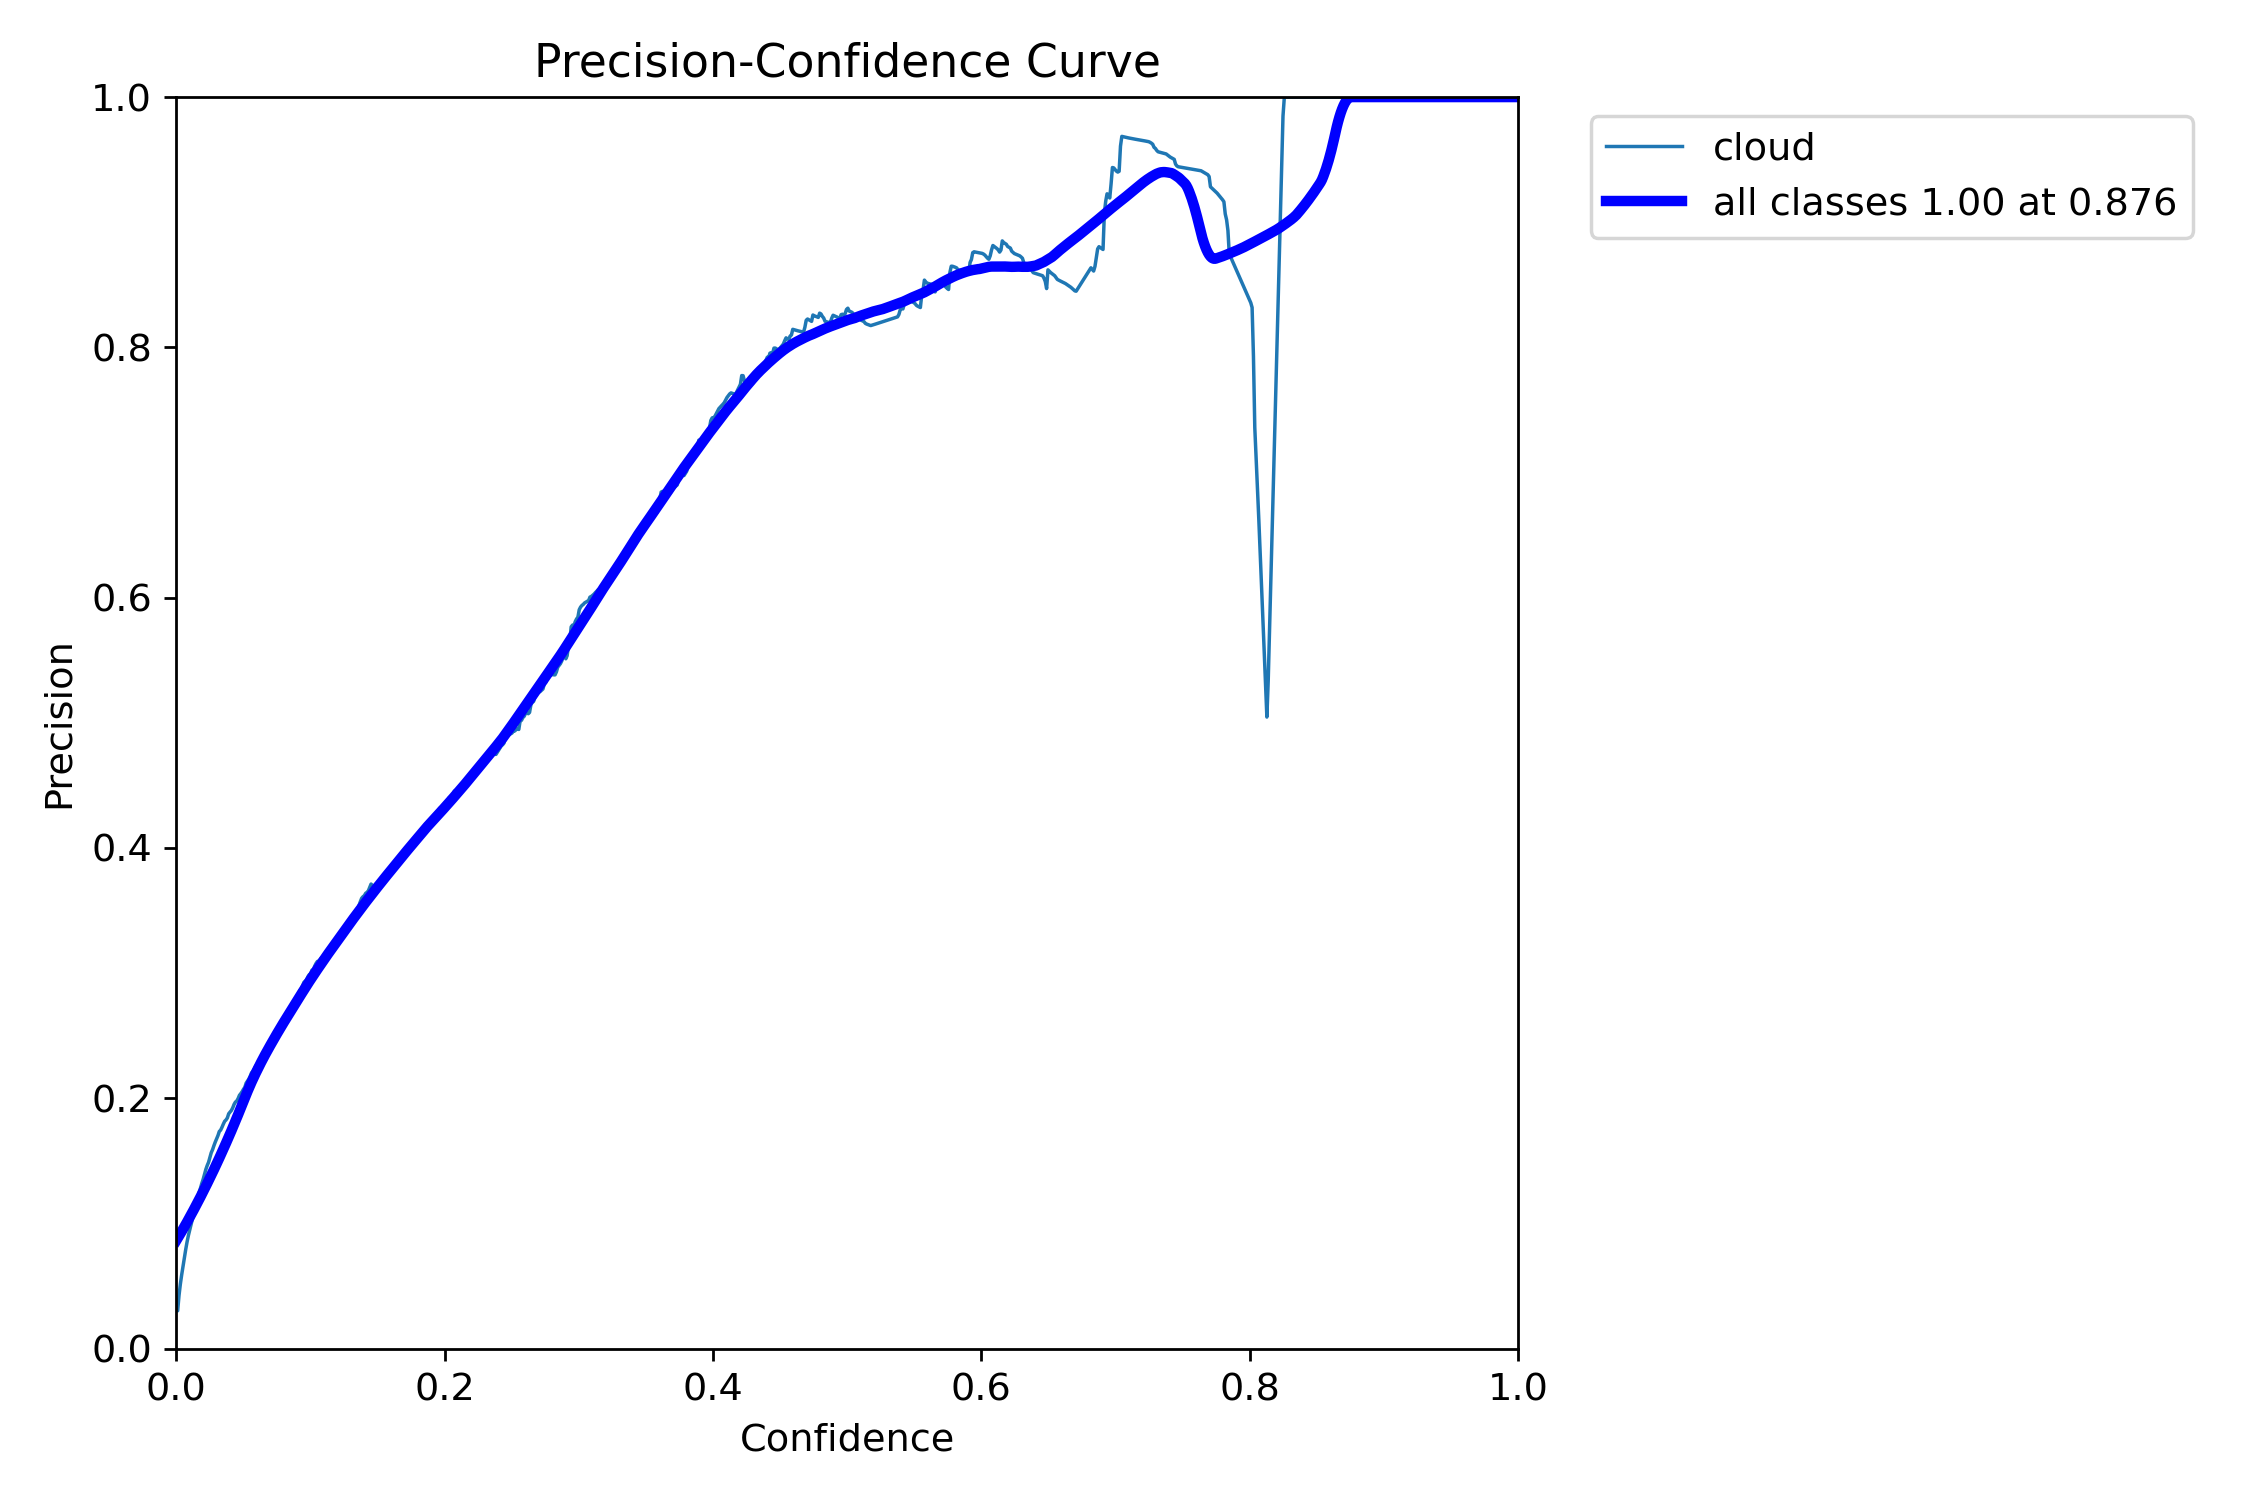 Precision-Confidence Curve
1.0
0.8
0.6
0.4
0.2
0.0
Precision
0.0 0.2 0.4 0.6 0.8 1.0
Confidence
cloud
all classes 1.00 at 0.876